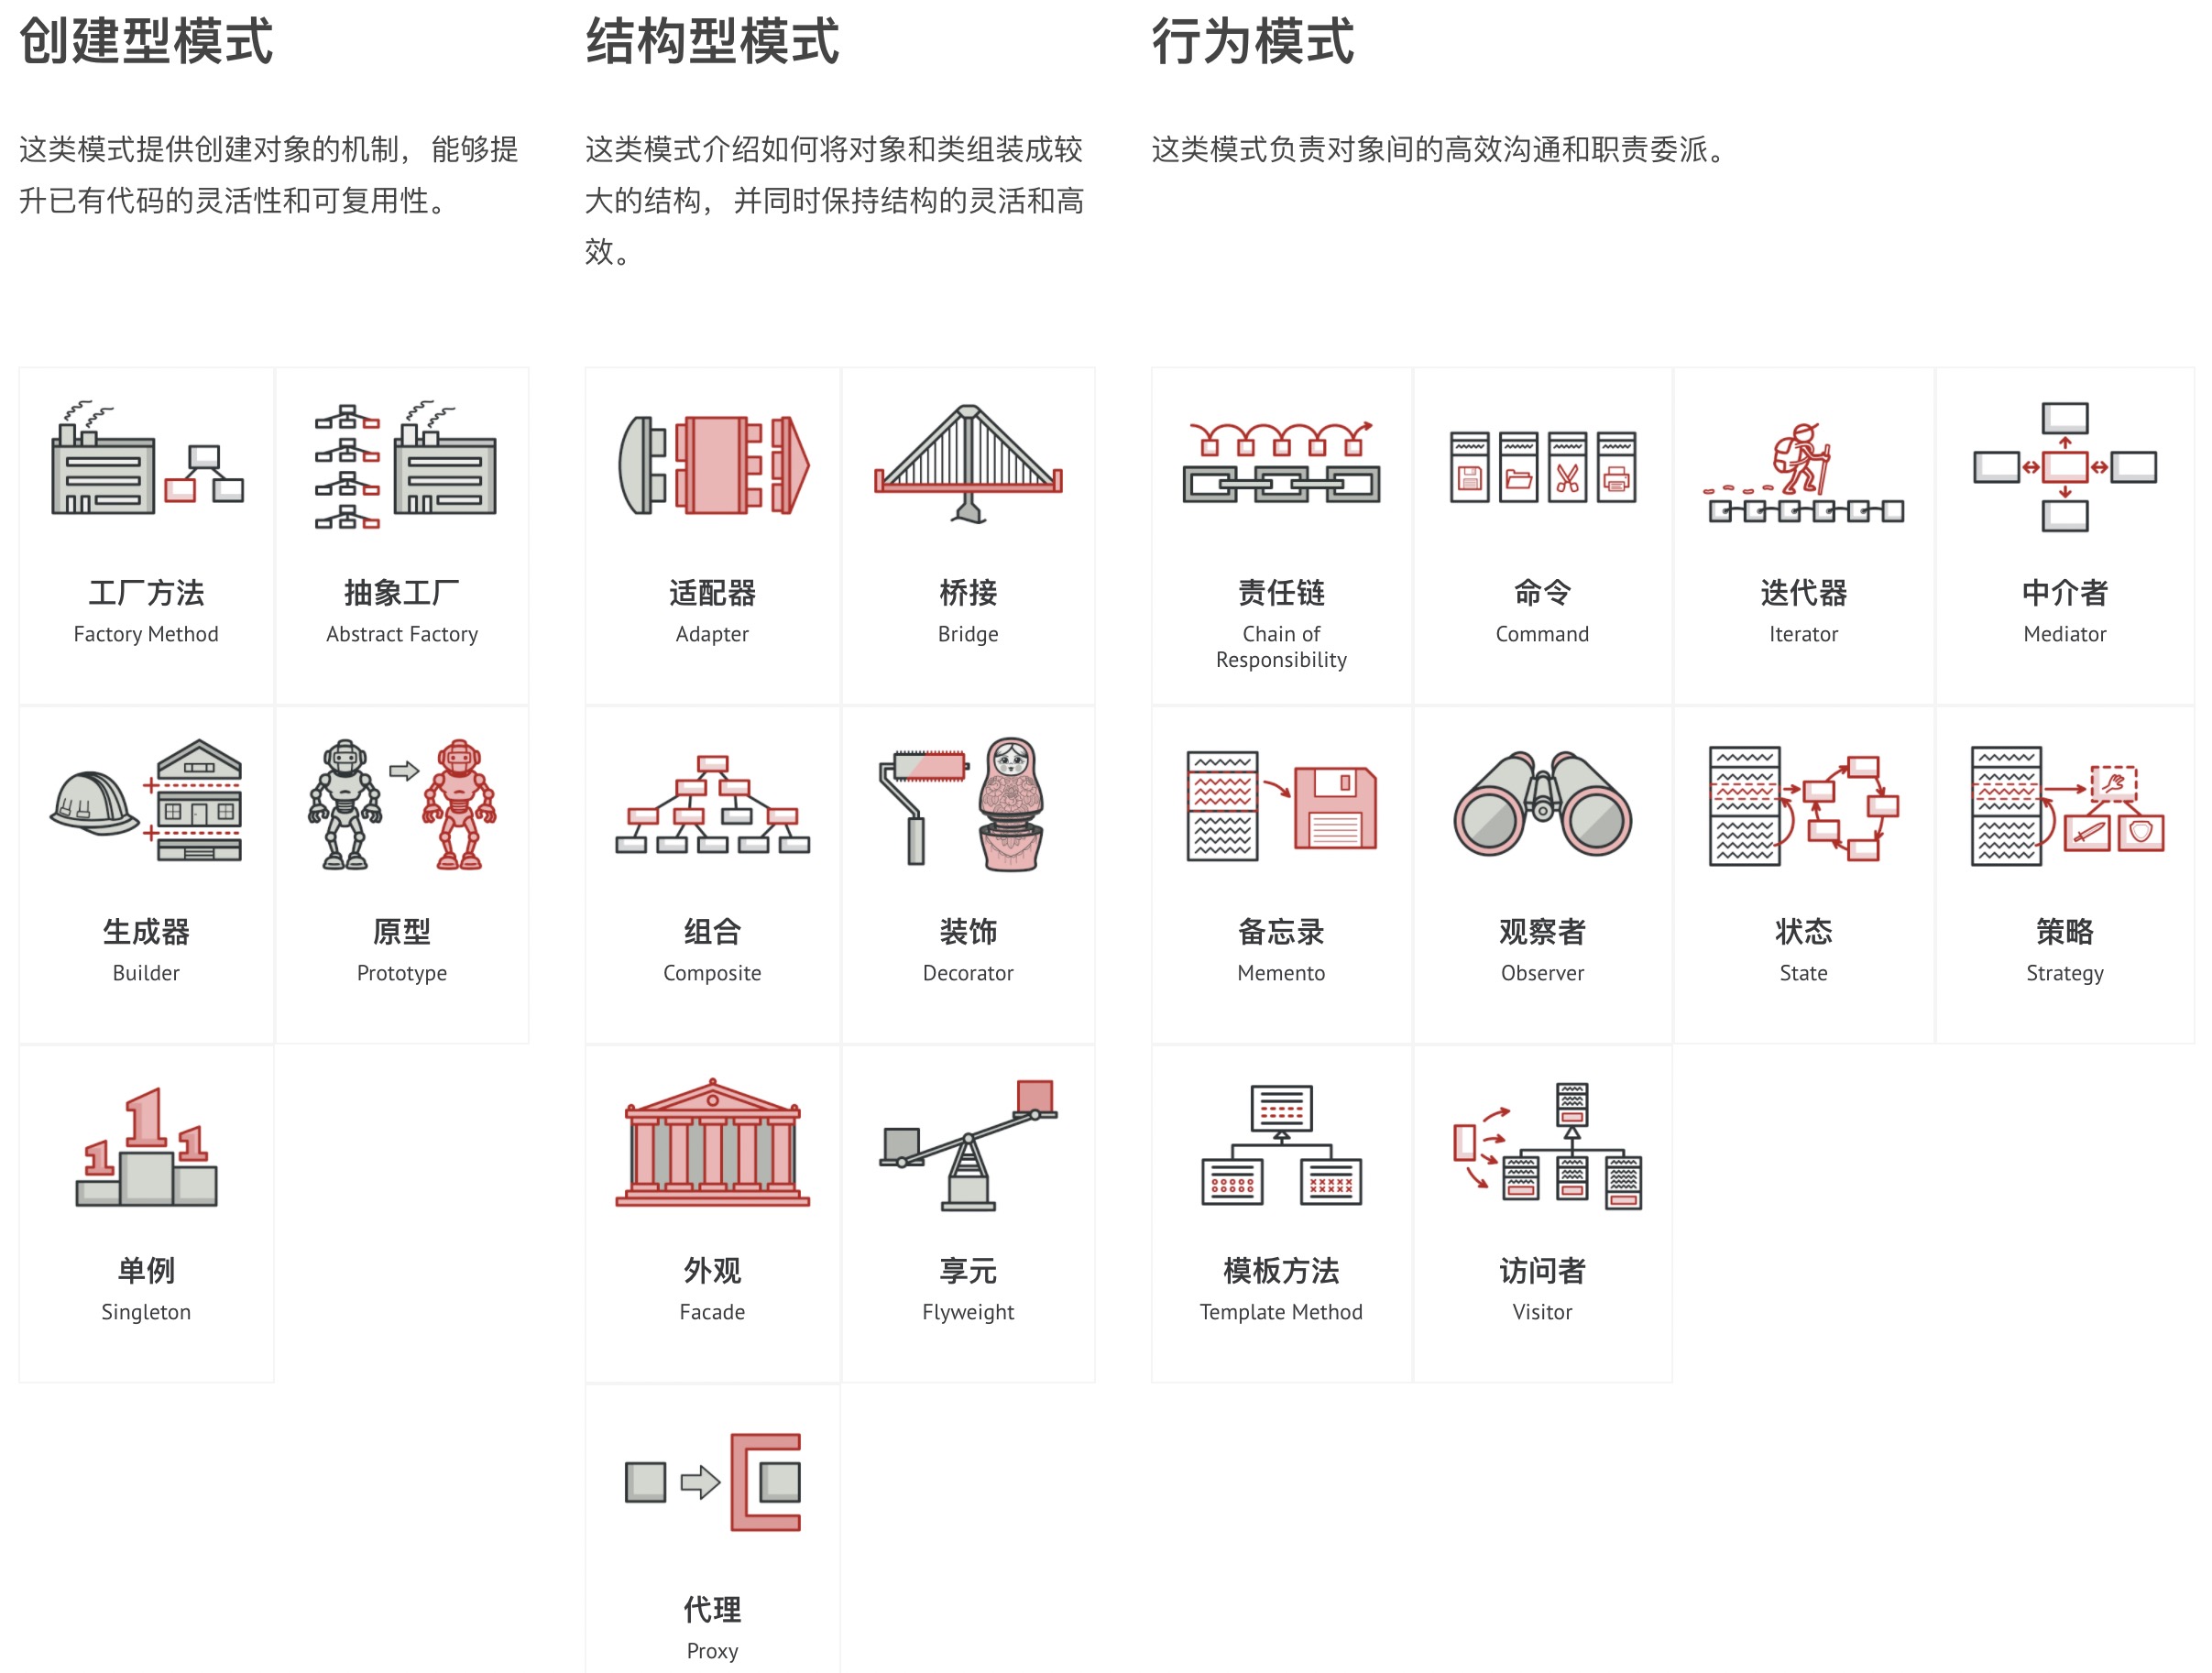 创建型模式
这类模式提供创建对象的机制，能够提
升已有代码的灵活性和可复用性。
工厂方法
Factory Method
抽象工厂
Abstract Factory
生成器
Builder
原型
Prototype
1
1
1
单例
Singleton
结构型模式
这类模式介绍如何将对象和类组装成较
大的结构，并同时保持结构的灵活和高
效。
适配器
Adapter
桥接
Bridge
组合
Composite
装饰
Decorator
外观
Facade
享元
Flyweight
代理
Proxy
行为模式
这类模式负责对象间的高效沟通和职责委派。
责任链
Chain of
Responsibility
命令
Command
迭代器
Iterator
中介者
Mediator
备忘录
Memento
观察者
Observer
状态
State
策略
Strategy
模板方法
Template Method
访问者
Visitor